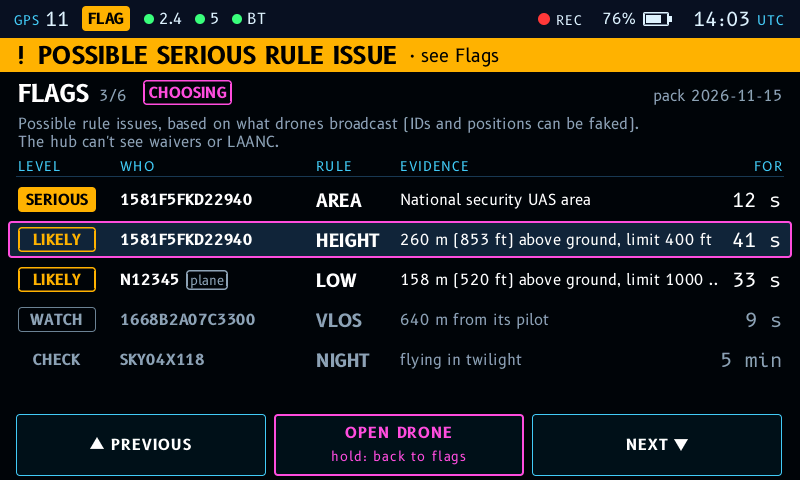 GPS 11 FLAG 2.4 5 BT REC 76% 14:03 UTC
! POSSIBLE SERIOUS RULE ISSUE · see Flags
FLAGS 3/6 CHOOSING pack 2026-11-15
Possible rule issues, based on what drones broadcast (IDs and positions can be faked).
The hub can't see waivers or LAANC.
LEVEL WHO RULE EVIDENCE FOR
SERIOUS 1581F5FKD22940 AREA National security UAS area 12 s
LIKELY 1581F5FKD22940 HEIGHT 260 m (853 ft) above ground, limit 400 ft 41 s
LIKELY N12345 plane LOW 158 m (520 ft) above ground, limit 1000 .. 33 s
WATCH 1668B2A07C3300 VLOS 640 m from its pilot 9 s
CHECK SKY04X118 NIGHT flying in twilight 5 min
▲ PREVIOUS OPEN DRONE NEXT ▼
hold: back to flags